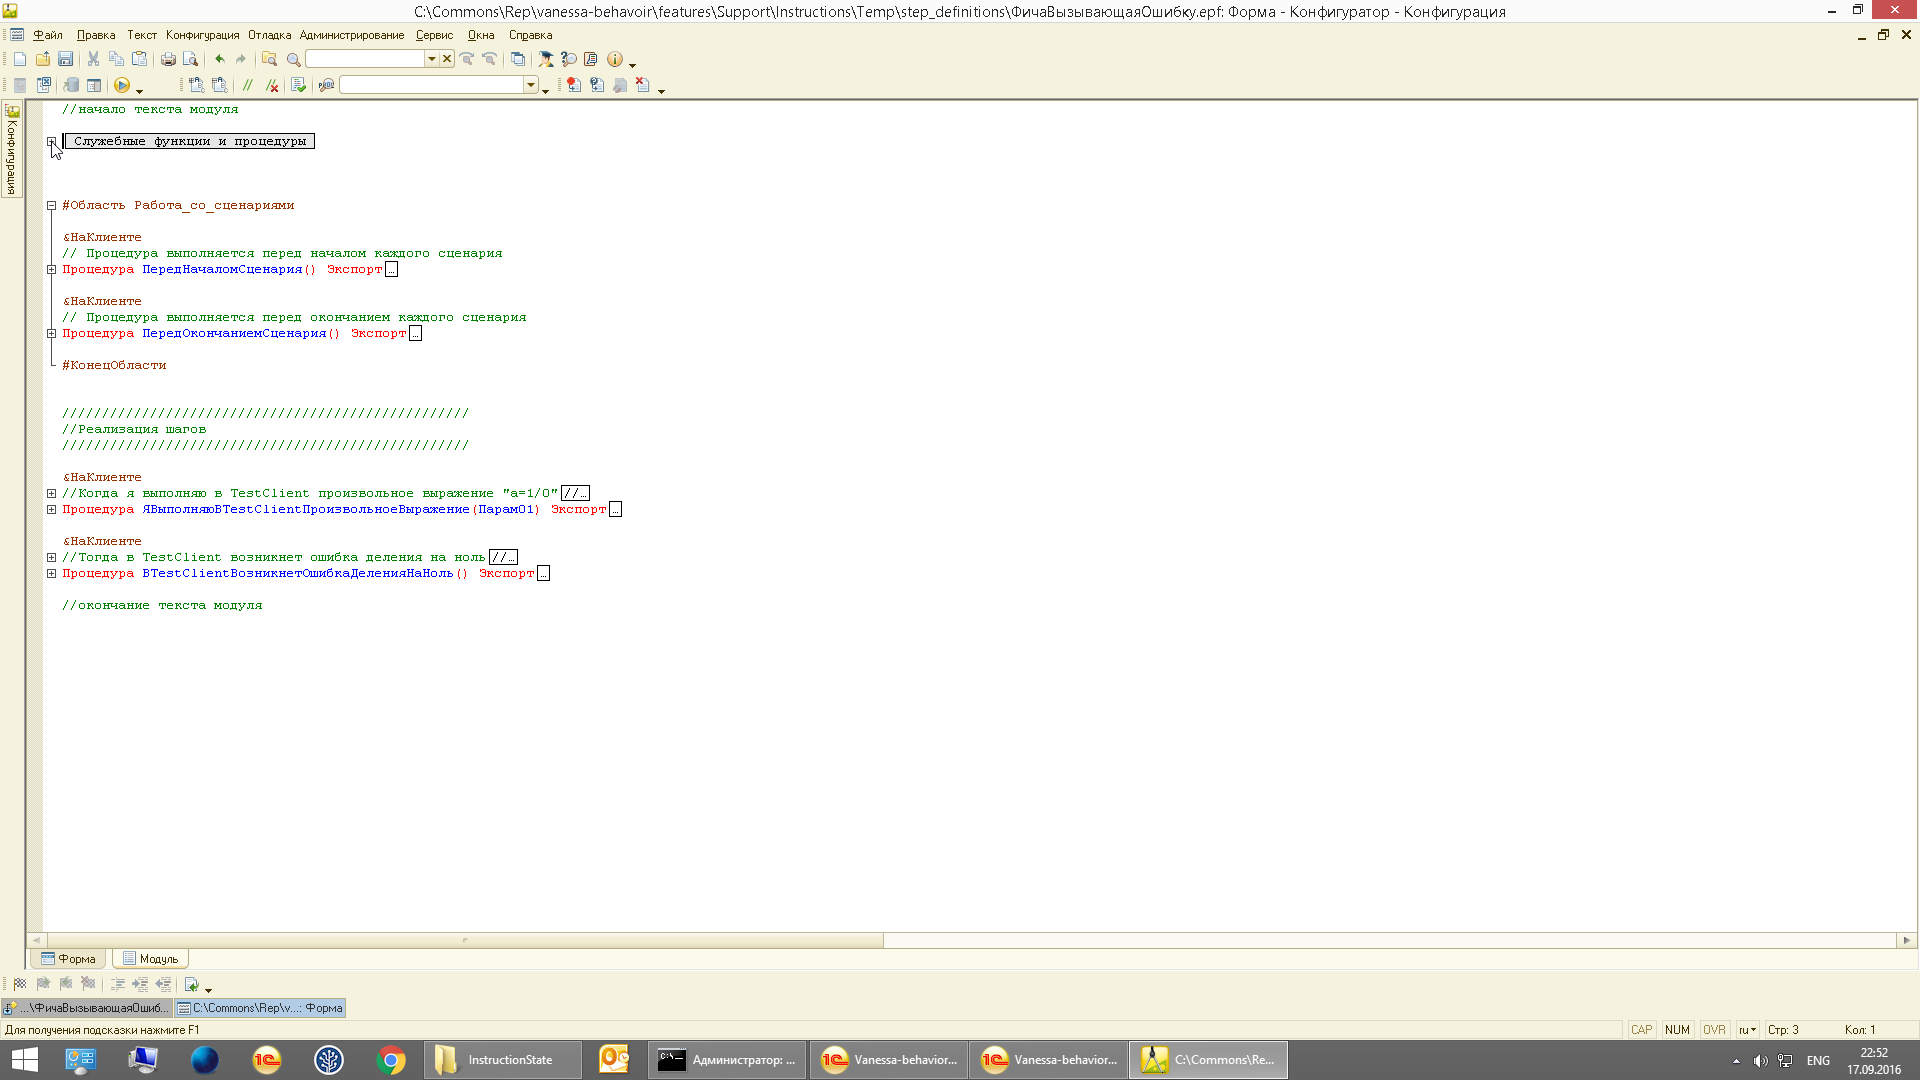 C:\Commons\Rep\vanessa-behavoir\features\Support\Instructions\Temp\step_definitions\ФичаВызывающаяОшибку.epf: Форма - Конфигуратор - Конфигурация
Файл Правка Текст Конфигурация Отладка Администрирование Сервис Окна Справка
Конфигурация
//начало текста модуля
Служебные функции и процедуры
#Область Работа_со_сценариями
&НаКлиенте
// Процедура выполняется перед началом каждого сценария
Процедура ПередНачаломСценария() Экспорт...
&НаКлиенте
// Процедура выполняется перед окончанием каждого сценария
Процедура ПередОкончаниемСценария() Экспорт...
#КонецОбласти
///////////////////////////////////////////////////
//Реализация шагов
///////////////////////////////////////////////////
&НаКлиенте
//Когда я выполняю в TestClient произвольное выражение "а=1/0"//...
Процедура ЯВыполняюВTestClientПроизвольноеВыражение(Парам01) Экспорт...
&НаКлиенте
//Тогда в TestClient возникнет ошибка деления на ноль//...
Процедура ВTestClientВозникнетОшибкаДеленияНаНоль() Экспорт...
//окончание текста модуля
Форма Модуль
...\ФичаВызывающаяОшиб... C:\Commons\Rep\v...: Форма
Для получения подсказки нажмите F1 CAP NUM OVR ru Стр: 3 Кол: 1
InstructionState Администратор: ... Vanessa-behavior... Vanessa-behavior... C:\Commons\Re... ENG 22:52
17.09.2016